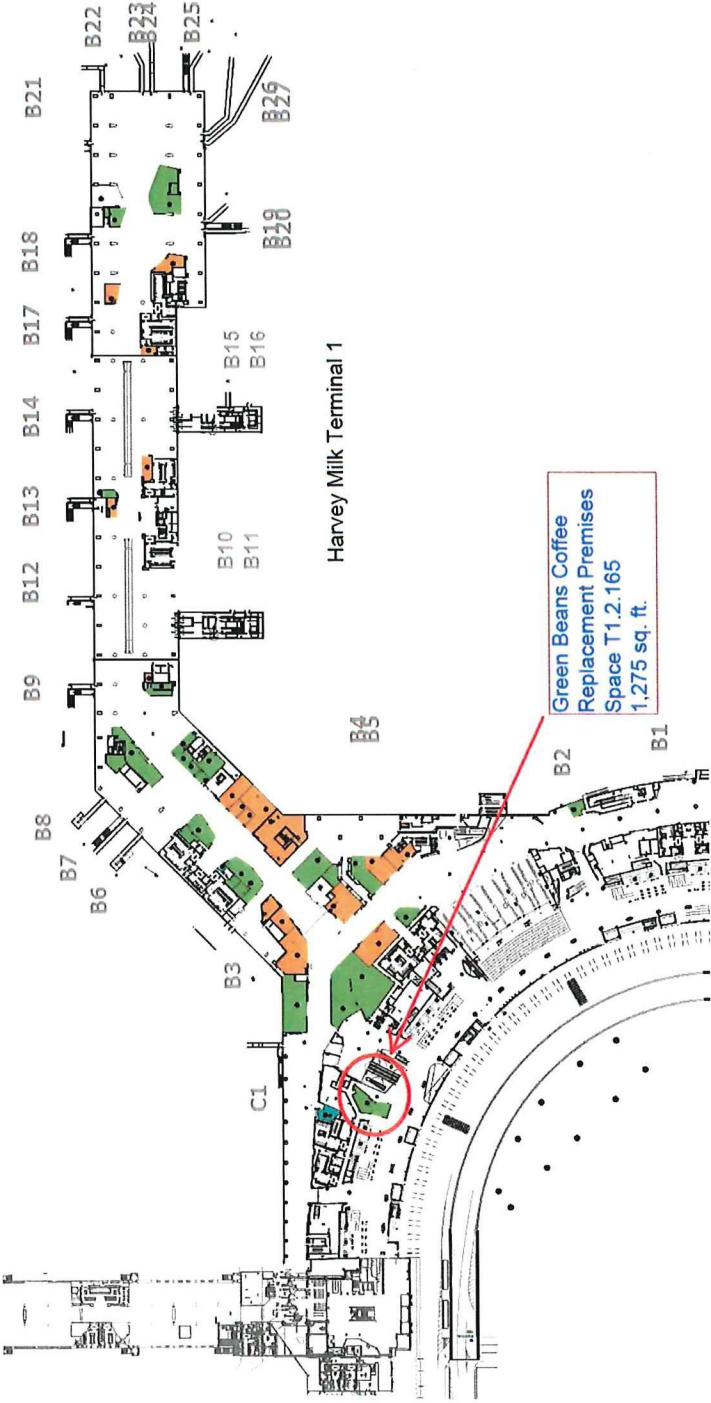 B22
B23
B24
B25
B21
B26
B27
B18
B19
B20
B17
B15
B16
B14
Harvey Milk Terminal 1
B13
B10
B11
B12
Green Beans Coffee
Replacement Premises
Space T1.2.165
1,275 sq. ft.
B9
B4
B5
B2
B1
B8
B7
B6
B3
C1